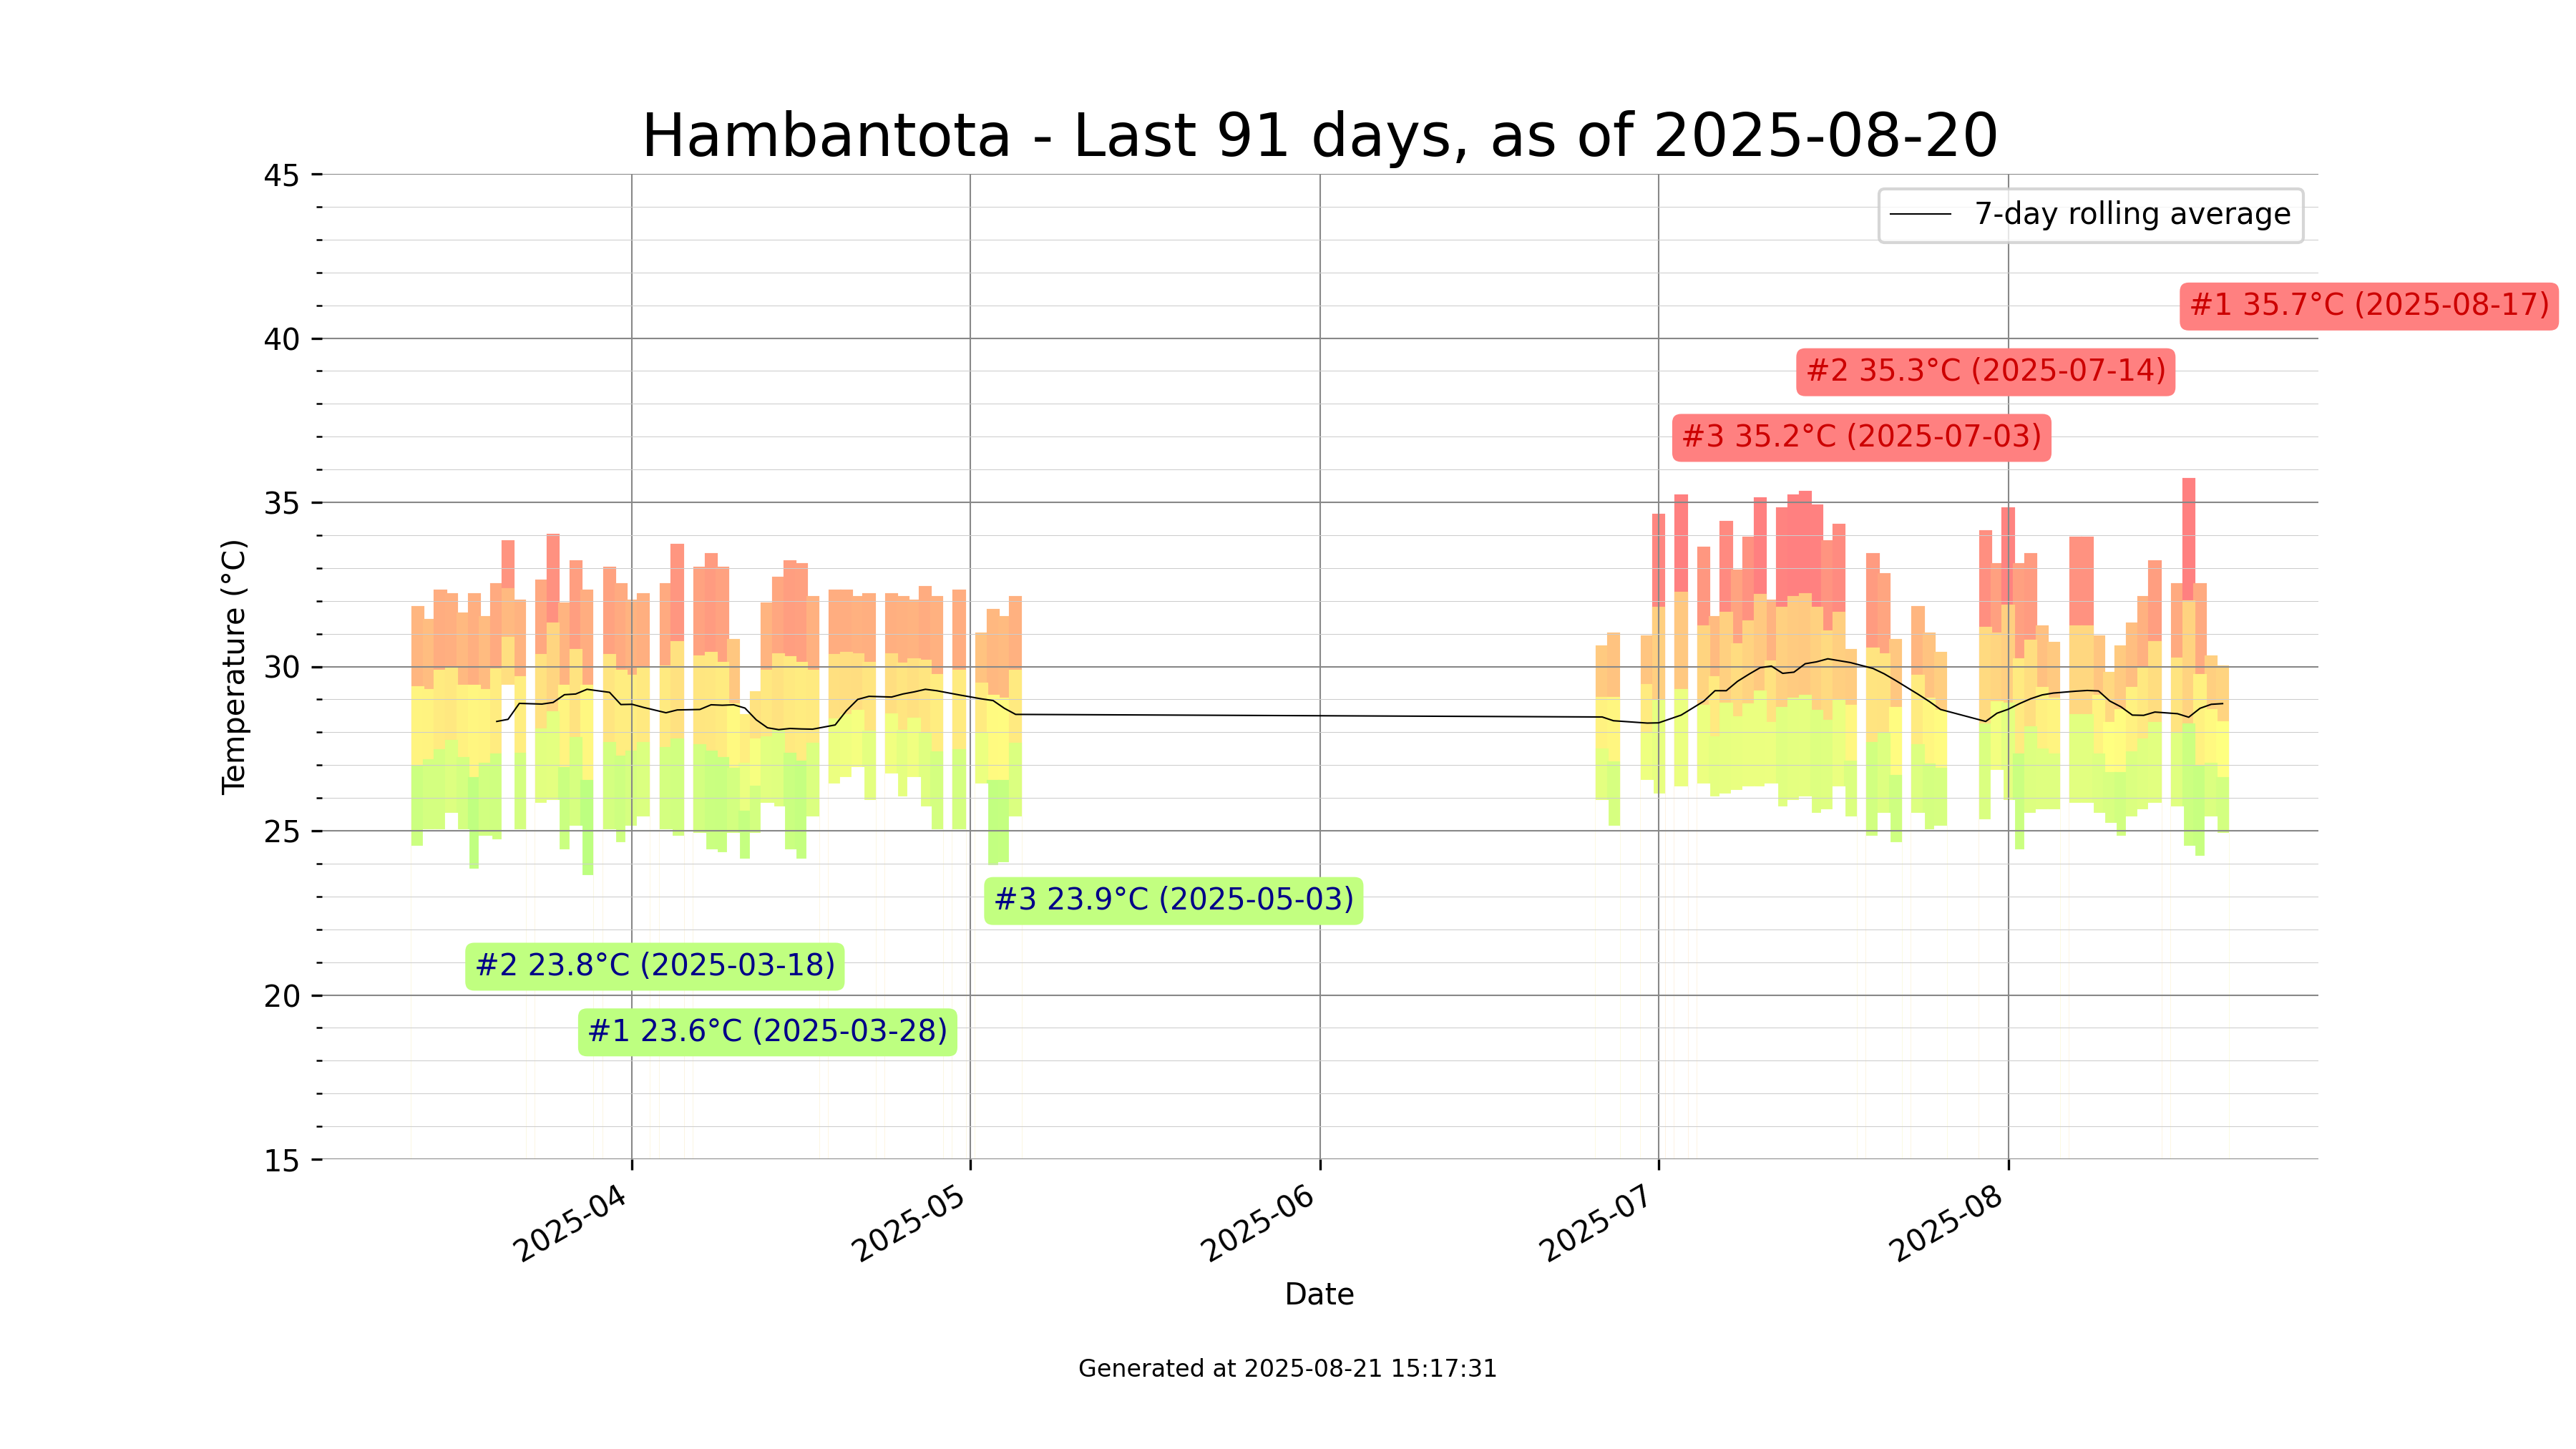 Hambantota - Last 91 days, as of 2025-08-20
45
40
35
30
25
20
15
Temperature (°C)
7-day rolling average
#1 35.7°C (2025-08-17)
#2 35.3°C (2025-07-14)
#3 35.2°C (2025-07-03)
#3 23.9°C (2025-05-03)
#2 23.8°C (2025-03-18)
#1 23.6°C (2025-03-28)
2025-04
2025-05
2025-06
2025-07
2025-08
Date
Generated at 2025-08-21 15:17:31